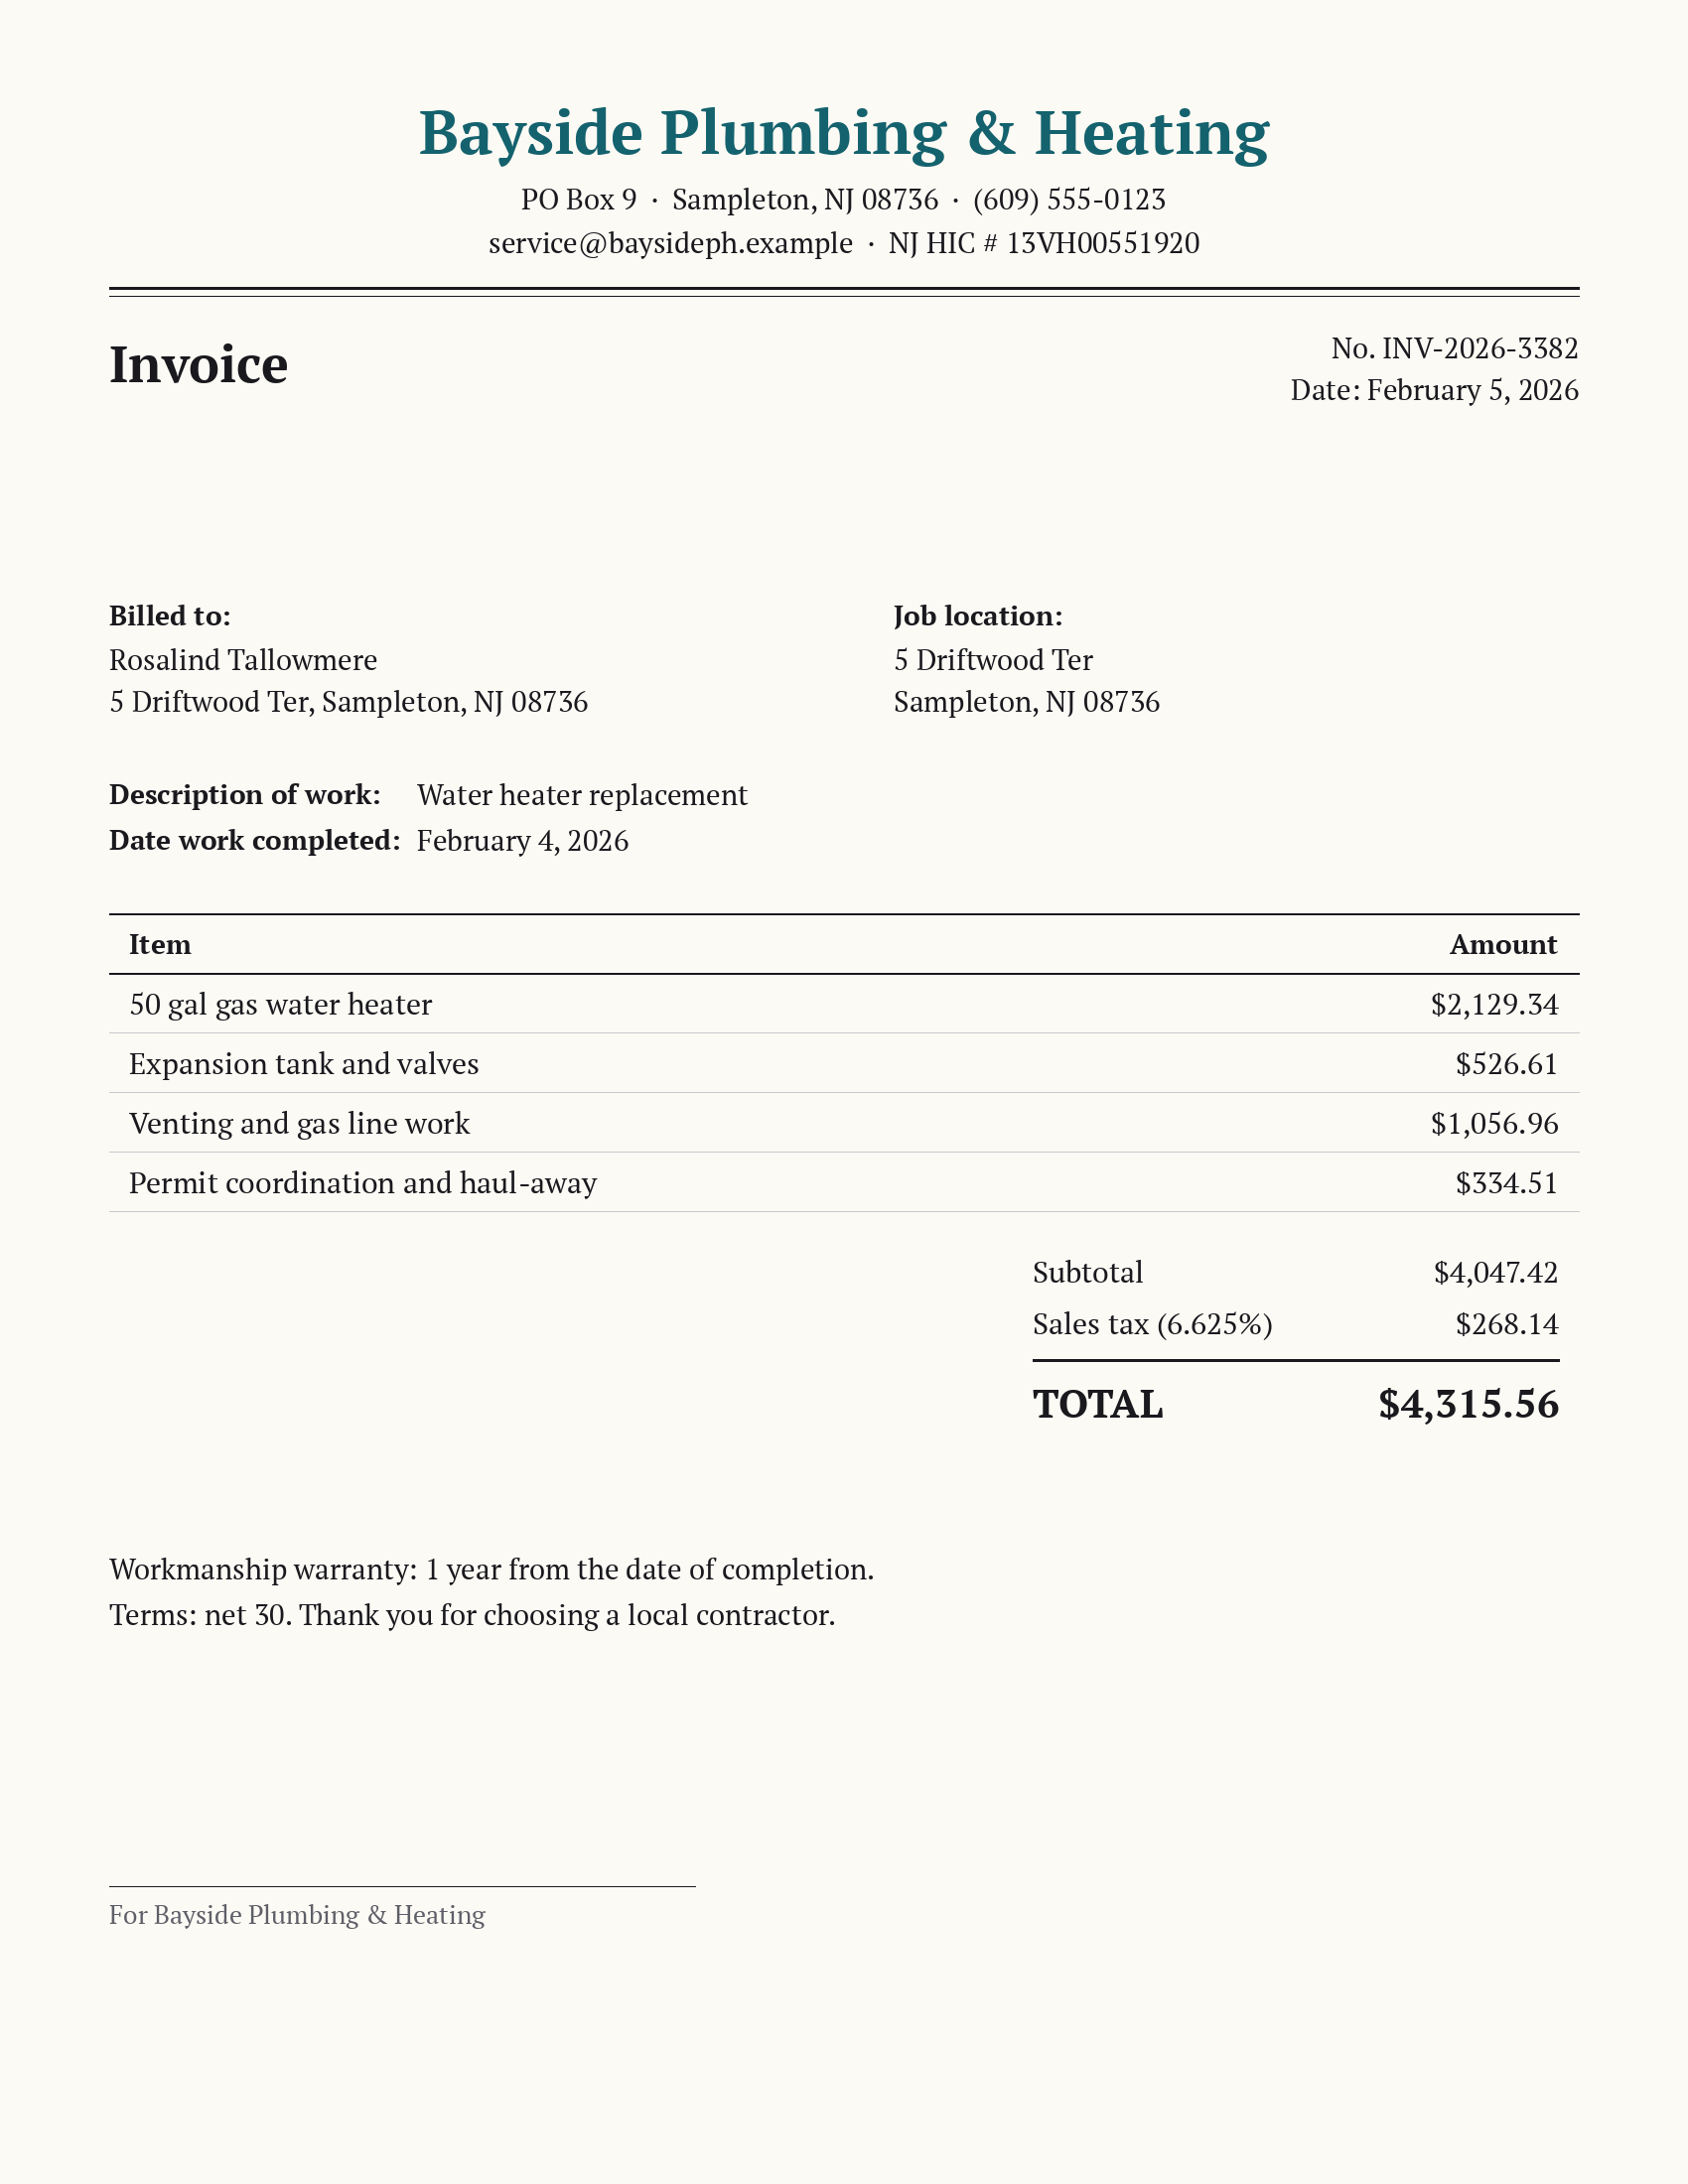 Bayside Plumbing & Heating
PO Box 9 · Sampleton, NJ 08736 · (609) 555-0123
service@baysideph.example · NJ HIC # 13VH00551920
Invoice
No. INV-2026-3382
Date: February 5, 2026
Billed to:
Rosalind Tallowmere
5 Driftwood Ter, Sampleton, NJ 08736
Job location:
5 Driftwood Ter
Sampleton, NJ 08736
Description of work: Water heater replacement
Date work completed: February 4, 2026
Item Amount
50 gal gas water heater $2,129.34
Expansion tank and valves $526.61
Venting and gas line work $1,056.96
Permit coordination and haul-away $334.51
Subtotal $4,047.42
Sales tax (6.625%) $268.14
TOTAL $4,315.56
Workmanship warranty: 1 year from the date of completion.
Terms: net 30. Thank you for choosing a local contractor.
For Bayside Plumbing & Heating